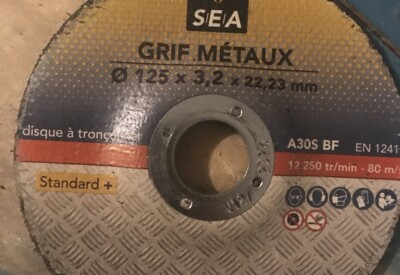 SEA
GRIF MÉTAUX
Ø 125 x 3,2 x 22,23 mm
disque à tronço
A30S BF
EN 1241
12 250 tr/min - 80 m/s
Standard +